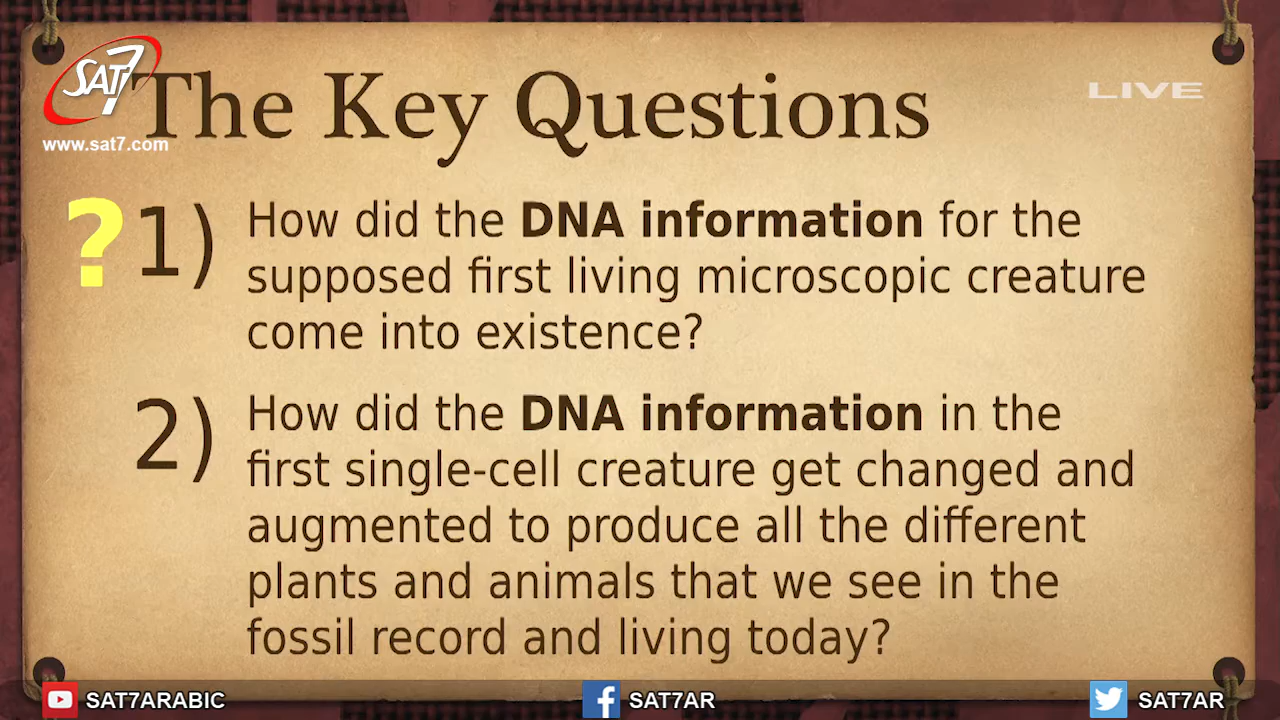 SAT7
www.sat7.com
The Key Questions
LIVE
? 1) How did the DNA information for the
supposed first living microscopic creature
come into existence?
2) How did the DNA information in the
first single-cell creature get changed and
augmented to produce all the different
plants and animals that we see in the
fossil record and living today?
SAT7ARABIC
SAT7AR
SAT7AR